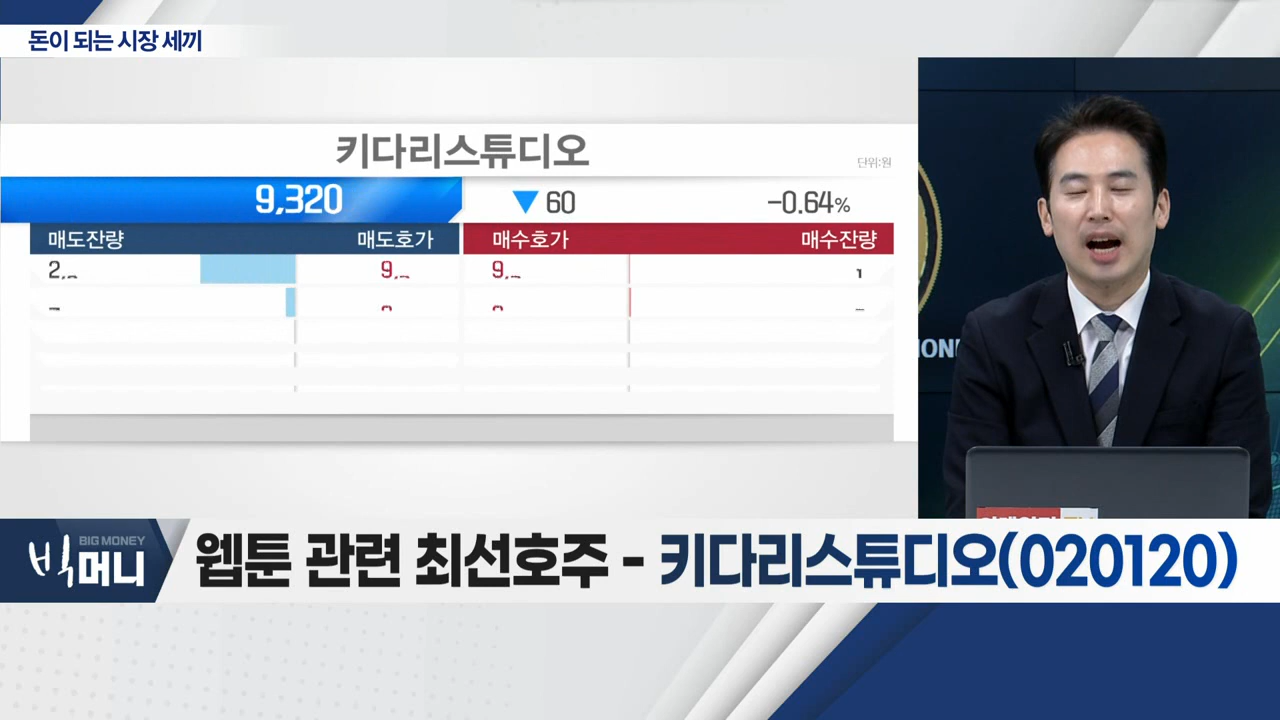 돈이 되는 시장 세끼
키다리스튜디오
단위:원
9,320 ▼ 60 -0.64%
매도잔량 매도호가 매수호가 매수잔량
BIG MONEY
빅머니
웹툰 관련 최선호주 - 키다리스튜디오(020120)